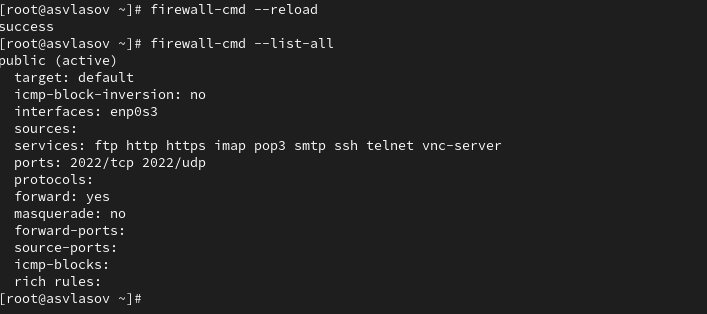 [root@asvlasov ~]# firewall-cmd --reload
success
[root@asvlasov ~]# firewall-cmd --list-all
public (active)
  target: default
  icmp-block-inversion: no
  interfaces: enp0s3
  sources:
  services: ftp http https imap pop3 smtp ssh telnet vnc-server
  ports: 2022/tcp 2022/udp
  protocols:
  forward: yes
  masquerade: no
  forward-ports:
  source-ports:
  icmp-blocks:
  rich rules:
[root@asvlasov ~]#